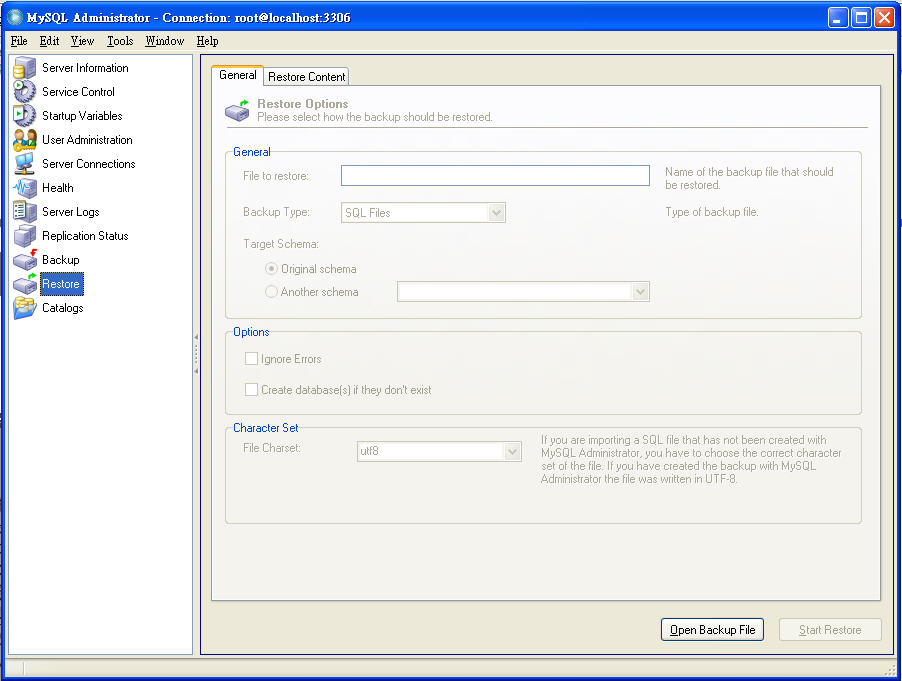 MySQL Administrator - Connection: root@localhost:3306
File Edit View Tools Window Help
Server Information
Service Control
Startup Variables
User Administration
Server Connections
Health
Server Logs
Replication Status
Backup
Restore
Catalogs
General Restore Content
Restore Options
Please select how the backup should be restored.
General
File to restore:
Name of the backup file that should
be restored.
Backup Type: SQL Files Type of backup file.
Target Schema:
Original schema
Another schema
Options
Ignore Errors
Create database(s) if they don't exist
Character Set
File Charset: utf8
If you are importing a SQL file that has not been created with
MySQL Administrator, you have to choose the correct character
set of the file. If you have created the backup with MySQL
Administrator the file was written in UTF-8.
Open Backup File Start Restore